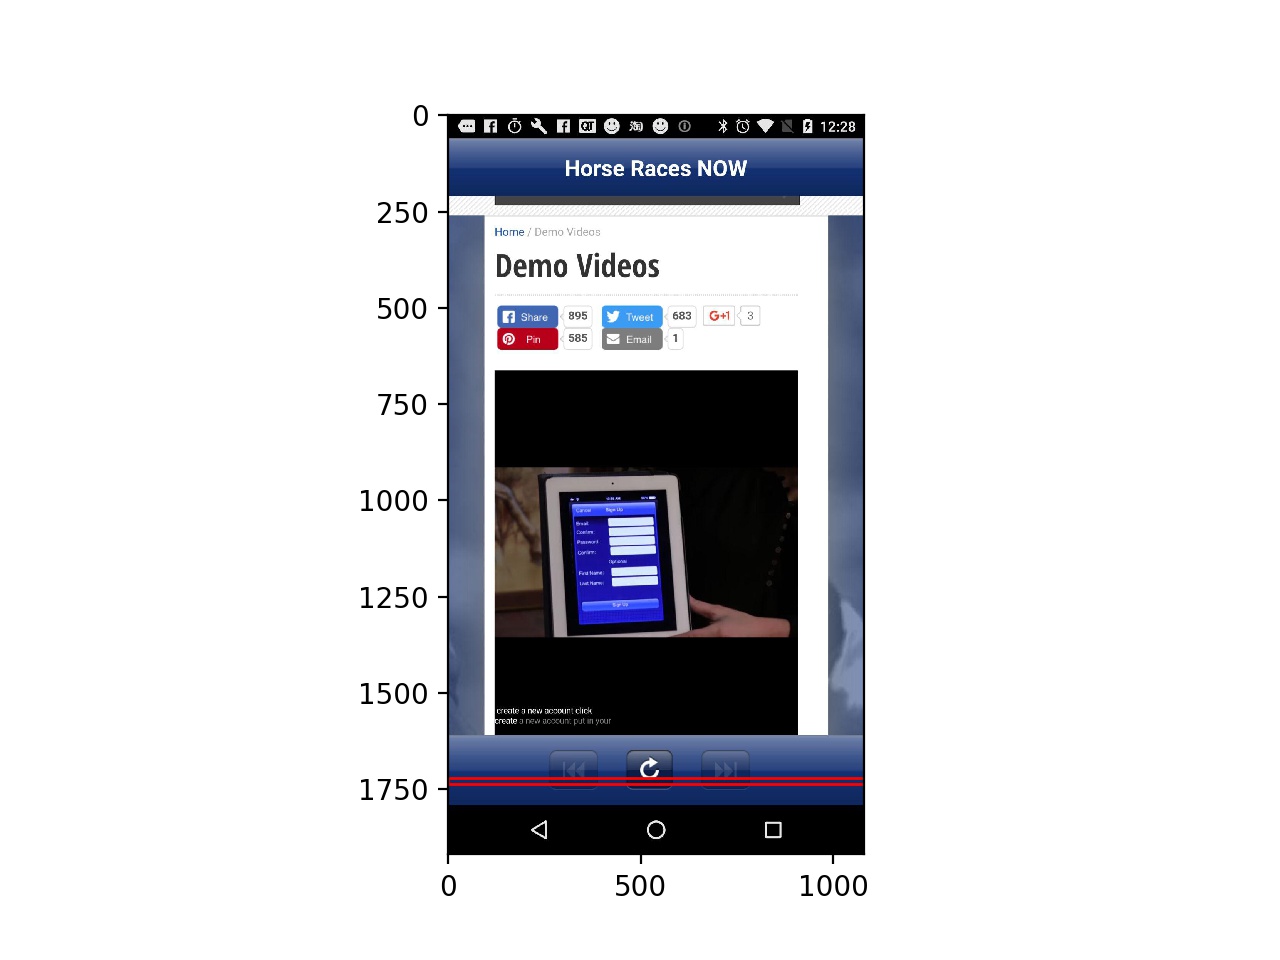 12:28
Horse Races NOW
Home / Demo Videos
Demo Videos
Share 895 Tweet 683 G+1 3
Pin 585 Email 1
Cancel Sign Up
Email:
Confirm:
Password:
Confirm:
Optional
First Name:
Last Name:
Sign Up
create a new account click
create a new account put in your
0
250
500
750
1000
1250
1500
1750
0 500 1000